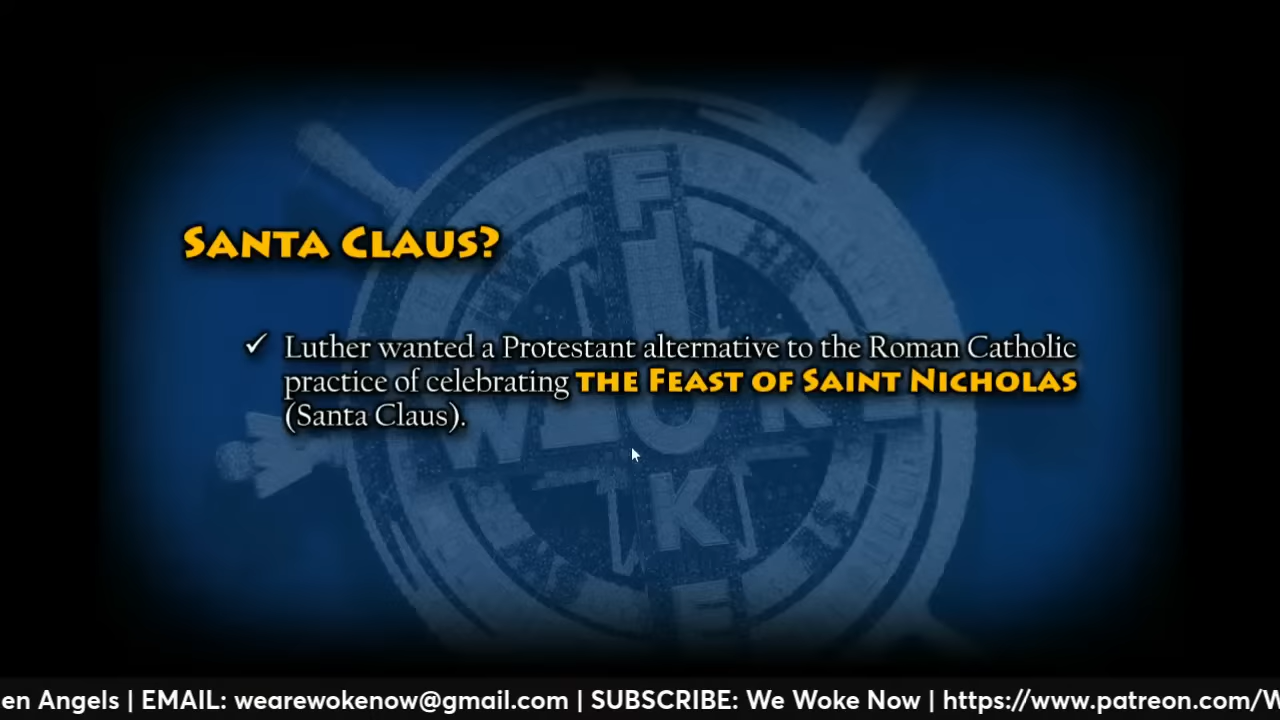 SANTA CLAUS?
✓ Luther wanted a Protestant alternative to the Roman Catholic
practice of celebrating THE FEAST OF SAINT NICHOLAS
(Santa Claus).
en Angels | EMAIL: wearewokenow@gmail.com | SUBSCRIBE: We Woke Now | https://www.patreon.com/W